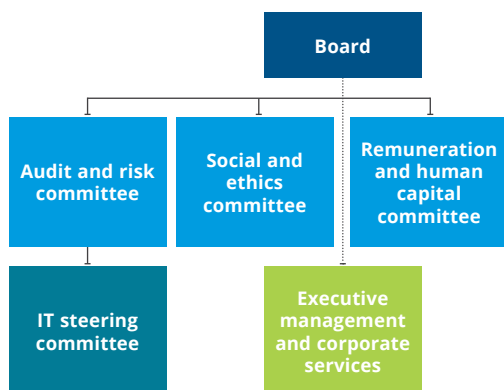 Board
Audit and risk
committee
Social and
ethics
committee
Remuneration
and human
capital
committee
IT steering
committee
Executive
management
and corporate
services